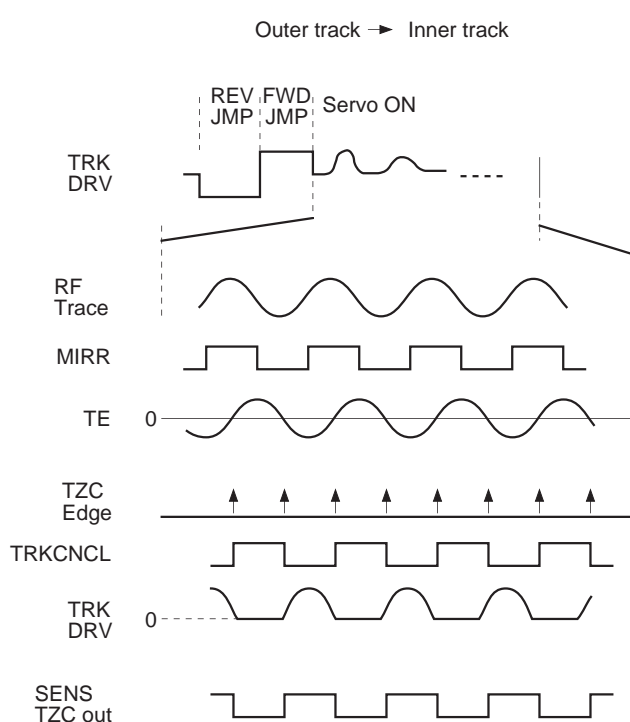 Outer track → Inner track
REV FWD Servo ON
JMP JMP
TRK
DRV
RF
Trace
MIRR
TE 0
TZC
Edge
TRKCNCL
TRK
DRV 0
SENS
TZC out